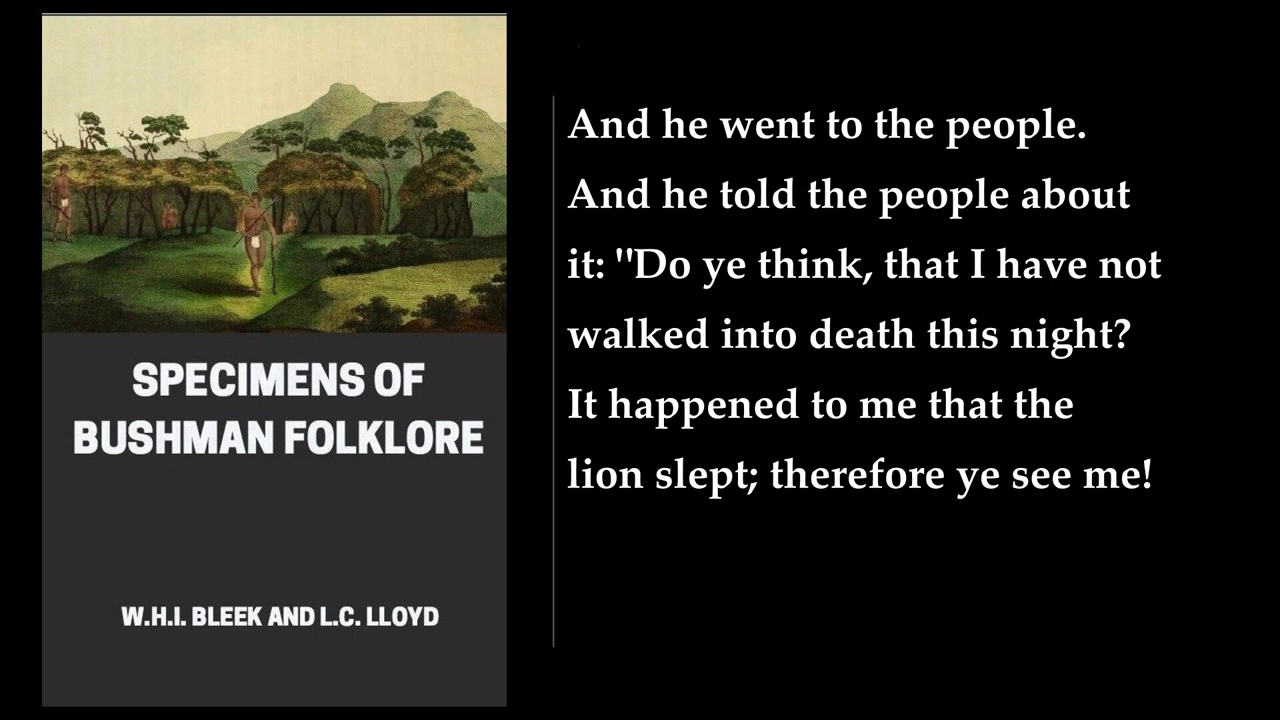 SPECIMENS OF
BUSHMAN FOLKLORE
W.H.I. BLEEK AND L.C. LLOYD
And he went to the people.
And he told the people about
it: "Do ye think, that I have not
walked into death this night?
It happened to me that the
lion slept; therefore ye see me!